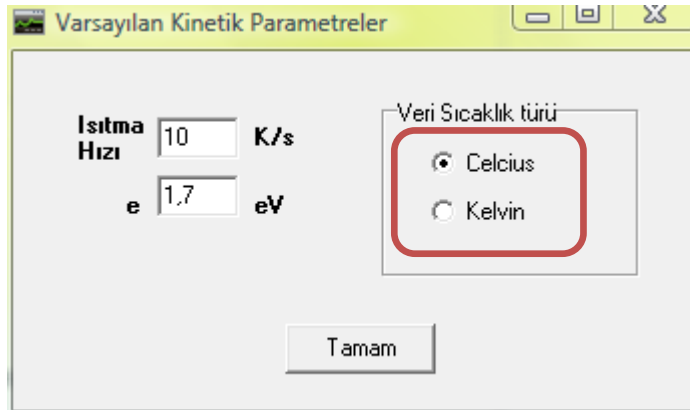 Varsayılan Kinetik Parametreler
Isıtma
Hızı
10
K/s
e
1,7
eV
Veri Sıcaklık türü
Celcius
Kelvin
Tamam